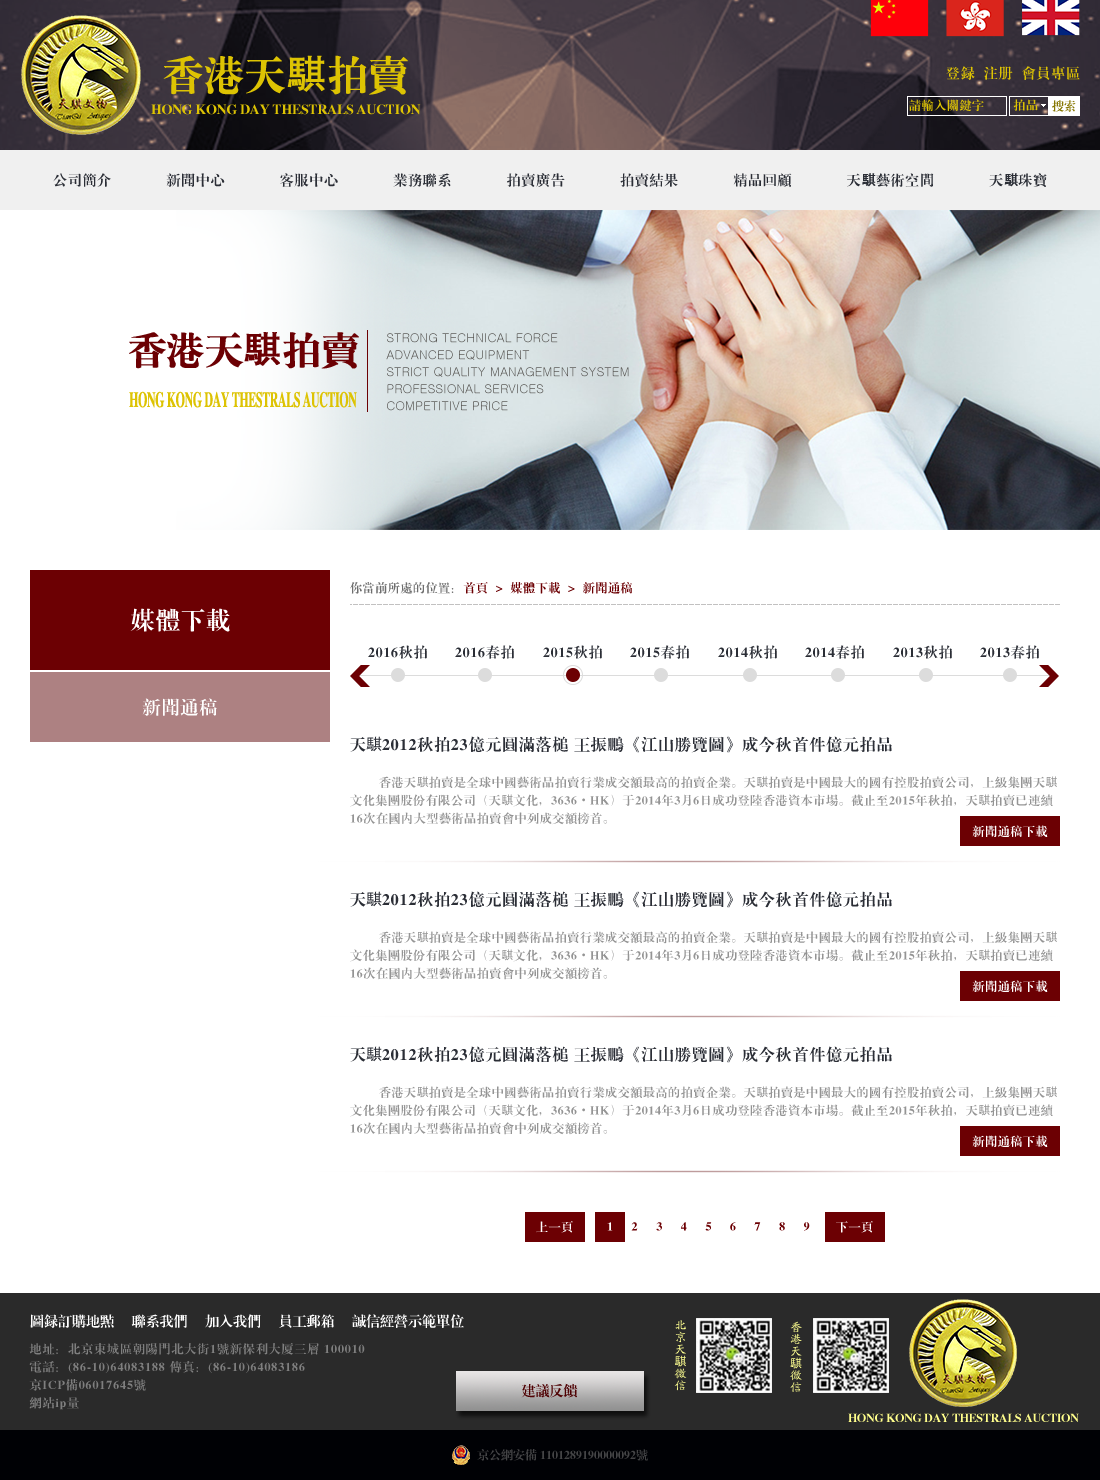 香港天騏拍賣
HONG KONG DAY THESTRALS AUCTION
天騏文物
TianQi Antiques
登録 注册 會員專區
請輸入關鍵字 拍品 搜索
公司簡介 新聞中心 客服中心 業務聯系 拍賣廣告 拍賣結果 精品回顧 天騏藝術空間 天騏珠寶
香港天騏拍賣
HONG KONG DAY THESTRALS AUCTION
STRONG TECHNICAL FORCE
ADVANCED EQUIPMENT
STRICT QUALITY MANAGEMENT SYSTEM
PROFESSIONAL SERVICES
COMPETITIVE PRICE
媒體下載
新聞通稿
你當前所處的位置：首頁 > 媒體下載 > 新聞通稿
2016秋拍 2016春拍 2015秋拍 2015春拍 2014秋拍 2014春拍 2013秋拍 2013春拍
天騏2012秋拍23億元圓滿落槌 王振鵬《江山勝覽圖》成今秋首件億元拍品
香港天騏拍賣是全球中國藝術品拍賣行業成交額最高的拍賣企業。天騏拍賣是中國最大的國有控股拍賣公司，上級集團天騏
文化集團股份有限公司（天騏文化，3636·HK）于2014年3月6日成功登陸香港資本市場。截止至2015年秋拍，天騏拍賣已連續
16次在國内大型藝術品拍賣會中列成交額榜首。
新聞通稿下載
天騏2012秋拍23億元圓滿落槌 王振鵬《江山勝覽圖》成今秋首件億元拍品
香港天騏拍賣是全球中國藝術品拍賣行業成交額最高的拍賣企業。天騏拍賣是中國最大的國有控股拍賣公司，上級集團天騏
文化集團股份有限公司（天騏文化，3636·HK）于2014年3月6日成功登陸香港資本市場。截止至2015年秋拍，天騏拍賣已連續
16次在國内大型藝術品拍賣會中列成交額榜首。
新聞通稿下載
天騏2012秋拍23億元圓滿落槌 王振鵬《江山勝覽圖》成今秋首件億元拍品
香港天騏拍賣是全球中國藝術品拍賣行業成交額最高的拍賣企業。天騏拍賣是中國最大的國有控股拍賣公司，上級集團天騏
文化集團股份有限公司（天騏文化，3636·HK）于2014年3月6日成功登陸香港資本市場。截止至2015年秋拍，天騏拍賣已連續
16次在國内大型藝術品拍賣會中列成交額榜首。
新聞通稿下載
上一頁 1 2 3 4 5 6 7 8 9 下一頁
圖録訂購地點 聯系我們 加入我們 員工郵箱 誠信經營示範單位
地址：北京東城區朝陽門北大街1號新保利大廈三層 100010
電話：(86-10)64083188 傳真：(86-10)64083186
京ICP備06017645號
網站ip量
建議反饋
北京天騏微信
香港天騏微信
天騏文物
TianQi Antiques
HONG KONG DAY THESTRALS AUCTION
京公網安備 1101289190000092號